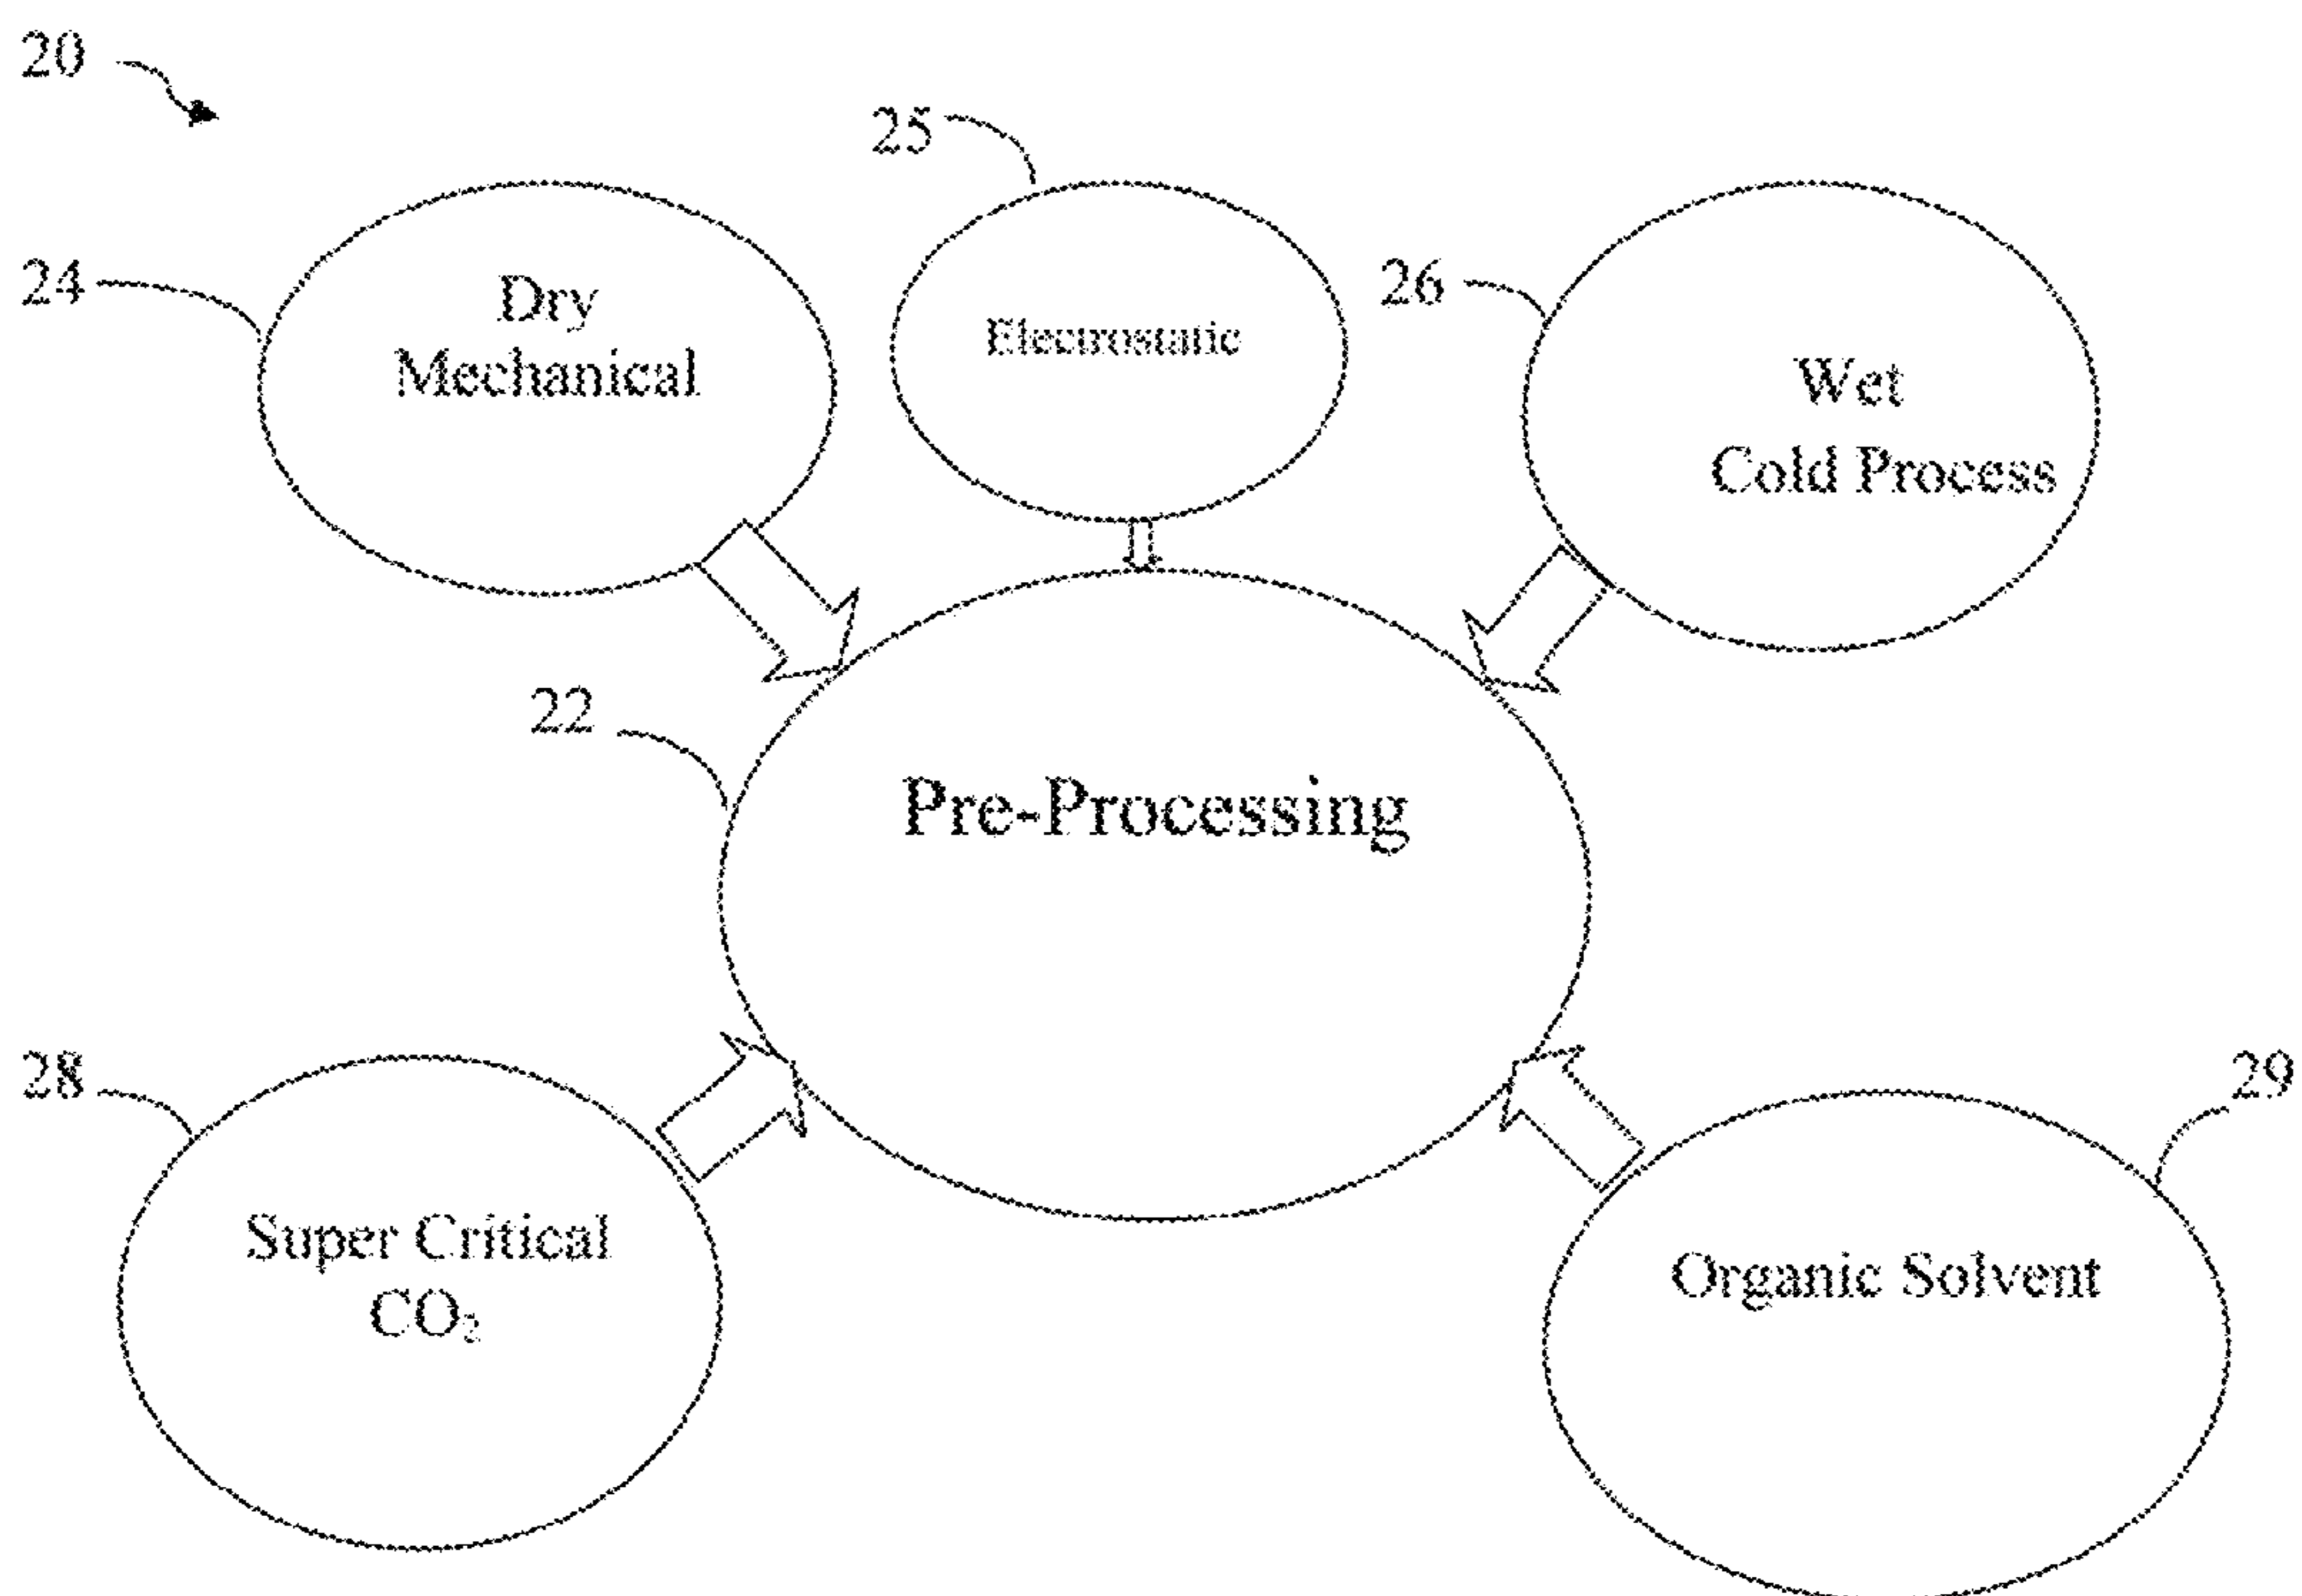 20
25
24
Dry
Mechanical
Electrostatic
26
Wet
Cold Process
22
Pre-Processing
28
Super Critical
CO₂
29
Organic Solvent